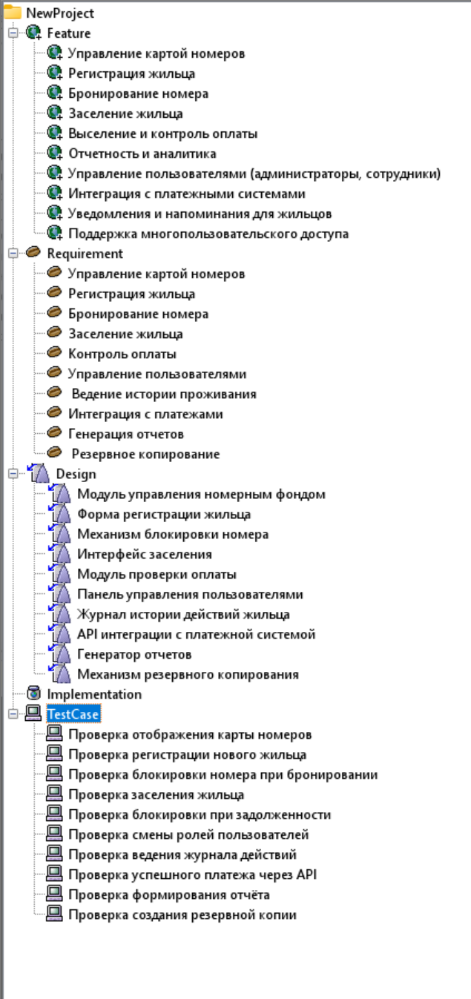 NewProject
Feature
Управление картой номеров
Регистрация жильца
Бронирование номера
Заселение жильца
Выселение и контроль оплаты
Отчетность и аналитика
Управление пользователями (администраторы, сотрудники)
Интеграция с платежными системами
Уведомления и напоминания для жильцов
Поддержка многопользовательского доступа
Requirement
Управление картой номеров
Регистрация жильца
Бронирование номера
Заселение жильца
Контроль оплаты
Управление пользователями
Ведение истории проживания
Интеграция с платежами
Генерация отчетов
Резервное копирование
Design
Модуль управления номерным фондом
Форма регистрации жильца
Механизм блокировки номера
Интерфейс заселения
Модуль проверки оплаты
Панель управления пользователями
Журнал истории действий жильца
API интеграции с платежной системой
Генератор отчетов
Механизм резервного копирования
Implementation
TestCase
Проверка отображения карты номеров
Проверка регистрации нового жильца
Проверка блокировки номера при бронировании
Проверка заселения жильца
Проверка блокировки при задолженности
Проверка смены ролей пользователей
Проверка ведения журнала действий
Проверка успешного платежа через API
Проверка формирования отчёта
Проверка создания резервной копии